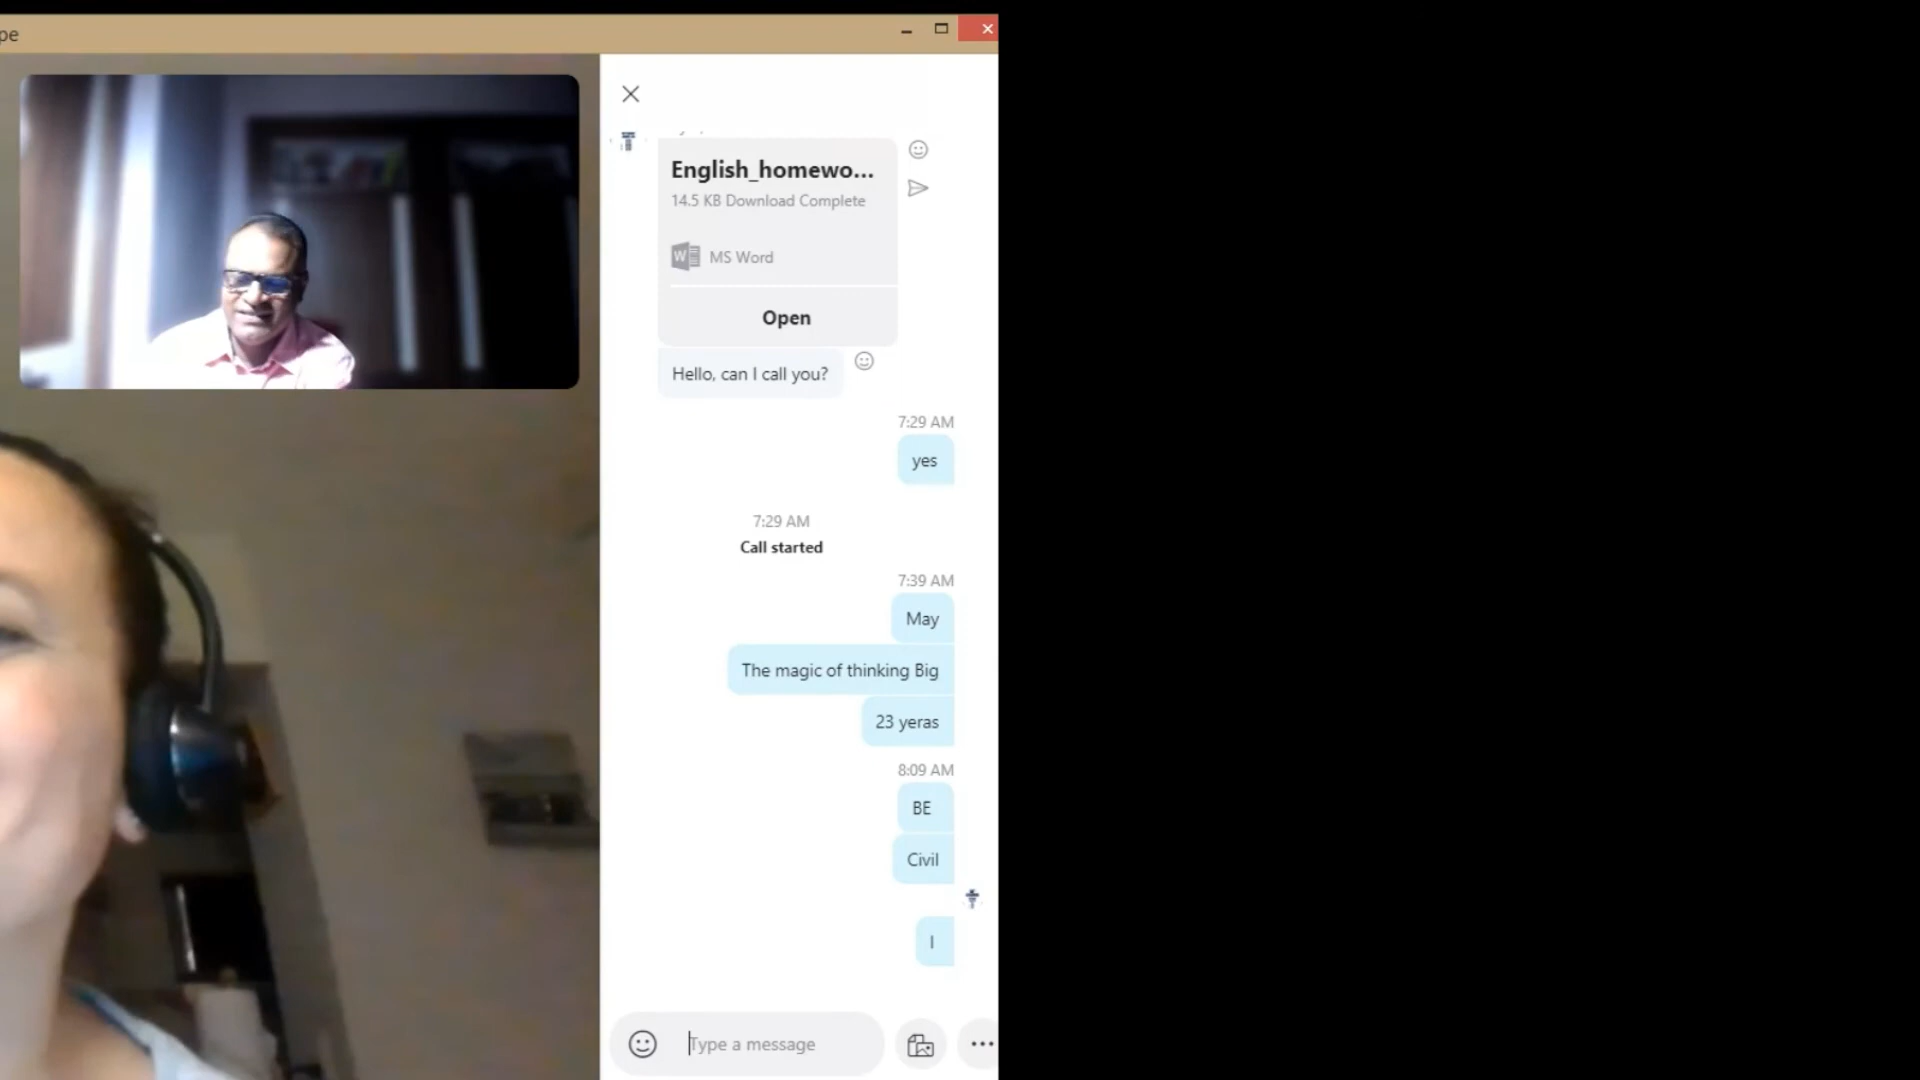 pe
English_homewo...
14.5 KB Download Complete
MS Word
Open
Hello, can I call you?
7:29 AM
yes
7:29 AM
Call started
7:39 AM
May
The magic of thinking Big
23 yeras
8:09 AM
BE
Civil
I
Type a message